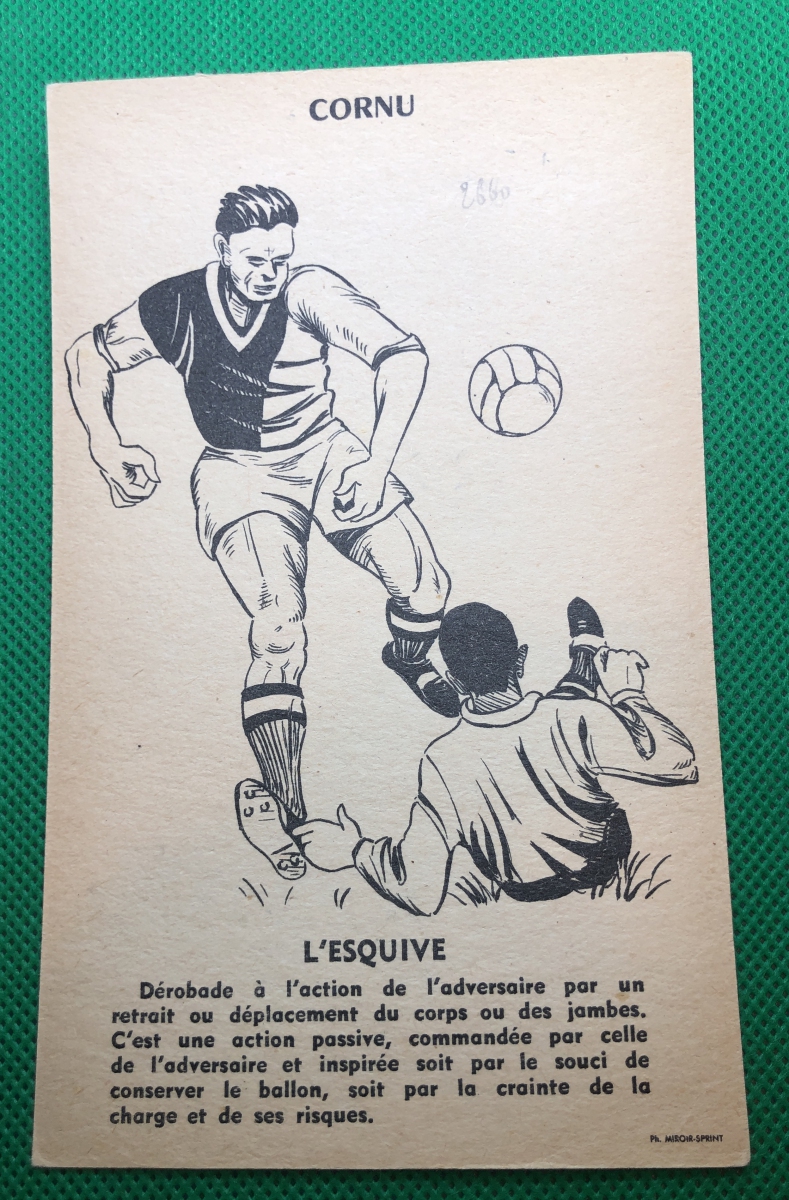 CORNU
L'ESQUIVE
Dérobade à l'action de l'adversaire par un
retrait ou déplacement du corps ou des jambes.
C'est une action passive, commandée par celle
de l'adversaire et inspirée soit par le souci de
conserver le ballon, soit par la crainte de la
charge et de ses risques.
Ph. MIROIR-SPRINT